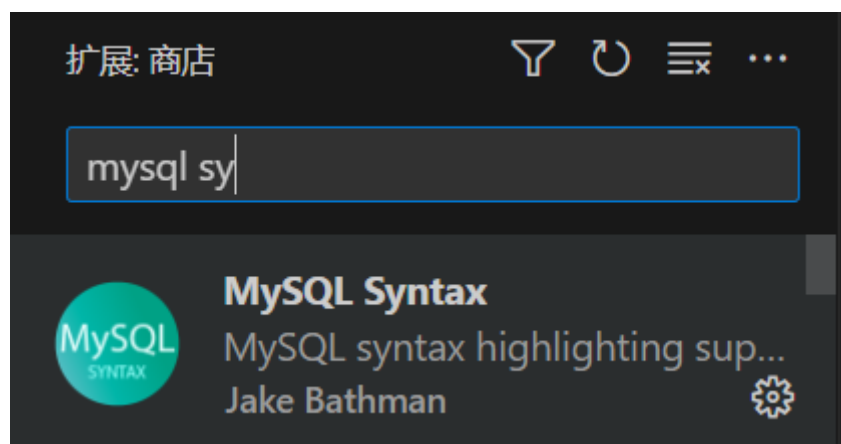 扩展: 商店
mysql sy
MySQL Syntax
MySQL
SYNTAX
MySQL syntax highlighting sup...
Jake Bathman